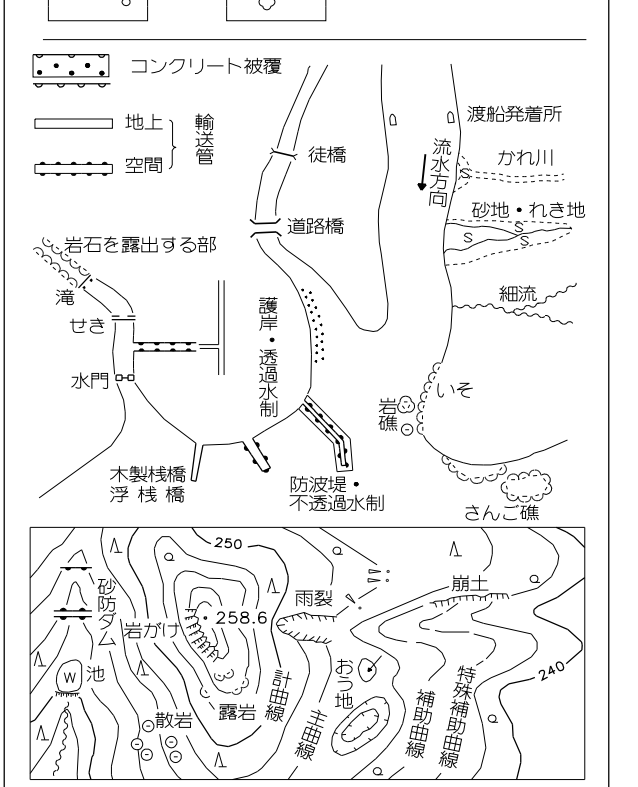 コンクリート被覆
地上
空間
輸送管
徒橋
道路橋
渡船発着所
流水方向
かれ川
砂地・れき地
S
S
S
S
細流
岩石を露出する部
滝
せき
水門
護岸・透過水制
いそ
岩礁
木製桟橋
浮桟橋
防波堤・
不透過水制
さんご礁
250
砂防ダム
岩がけ
258.6
雨裂
崩土
池
W
おう地
240
散岩
露岩
計曲線
主曲線
補助曲線
特殊補助曲線